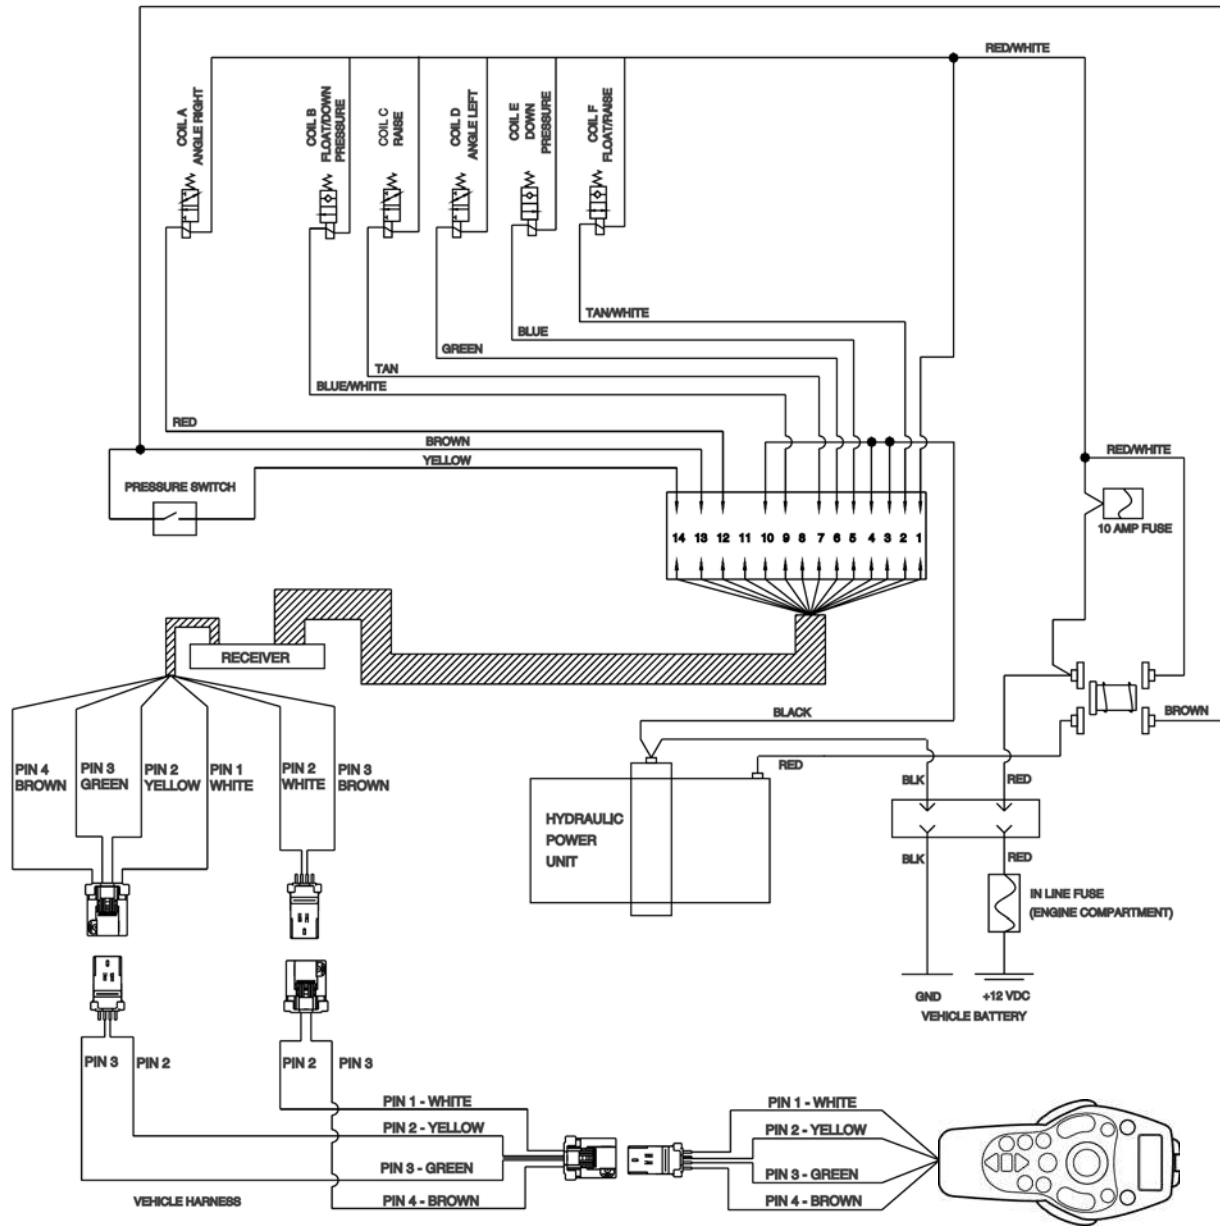 RED/WHITE
COIL A
ANGLE RIGHT
COIL B
FLOAT/DOWN
PRESSURE
COIL C
RAISE
COIL D
ANGLE LEFT
COIL E
DOWN
PRESSURE
COIL F
FLOAT/RAISE
TAN/WHITE
BLUE
GREEN
TAN
BLUE/WHITE
RED
BROWN
YELLOW
RED/WHITE
PRESSURE SWITCH
10 AMP FUSE
14 13 12 11 10 9 8 7 6 5 4 3 2 1
RECEIVER
BLACK
BROWN
RED
PIN 4
BROWN
PIN 3
GREEN
PIN 2
YELLOW
PIN 1
WHITE
PIN 2
WHITE
PIN 3
BROWN
BLK
RED
HYDRAULIC
POWER
UNIT
BLK
RED
IN LINE FUSE
(ENGINE COMPARTMENT)
GND
+12 VDC
VEHICLE BATTERY
PIN 3
PIN 2
PIN 2
PIN 3
PIN 1 - WHITE
PIN 2 - YELLOW
PIN 3 - GREEN
PIN 4 - BROWN
PIN 1 - WHITE
PIN 2 - YELLOW
PIN 3 - GREEN
PIN 4 - BROWN
VEHICLE HARNESS